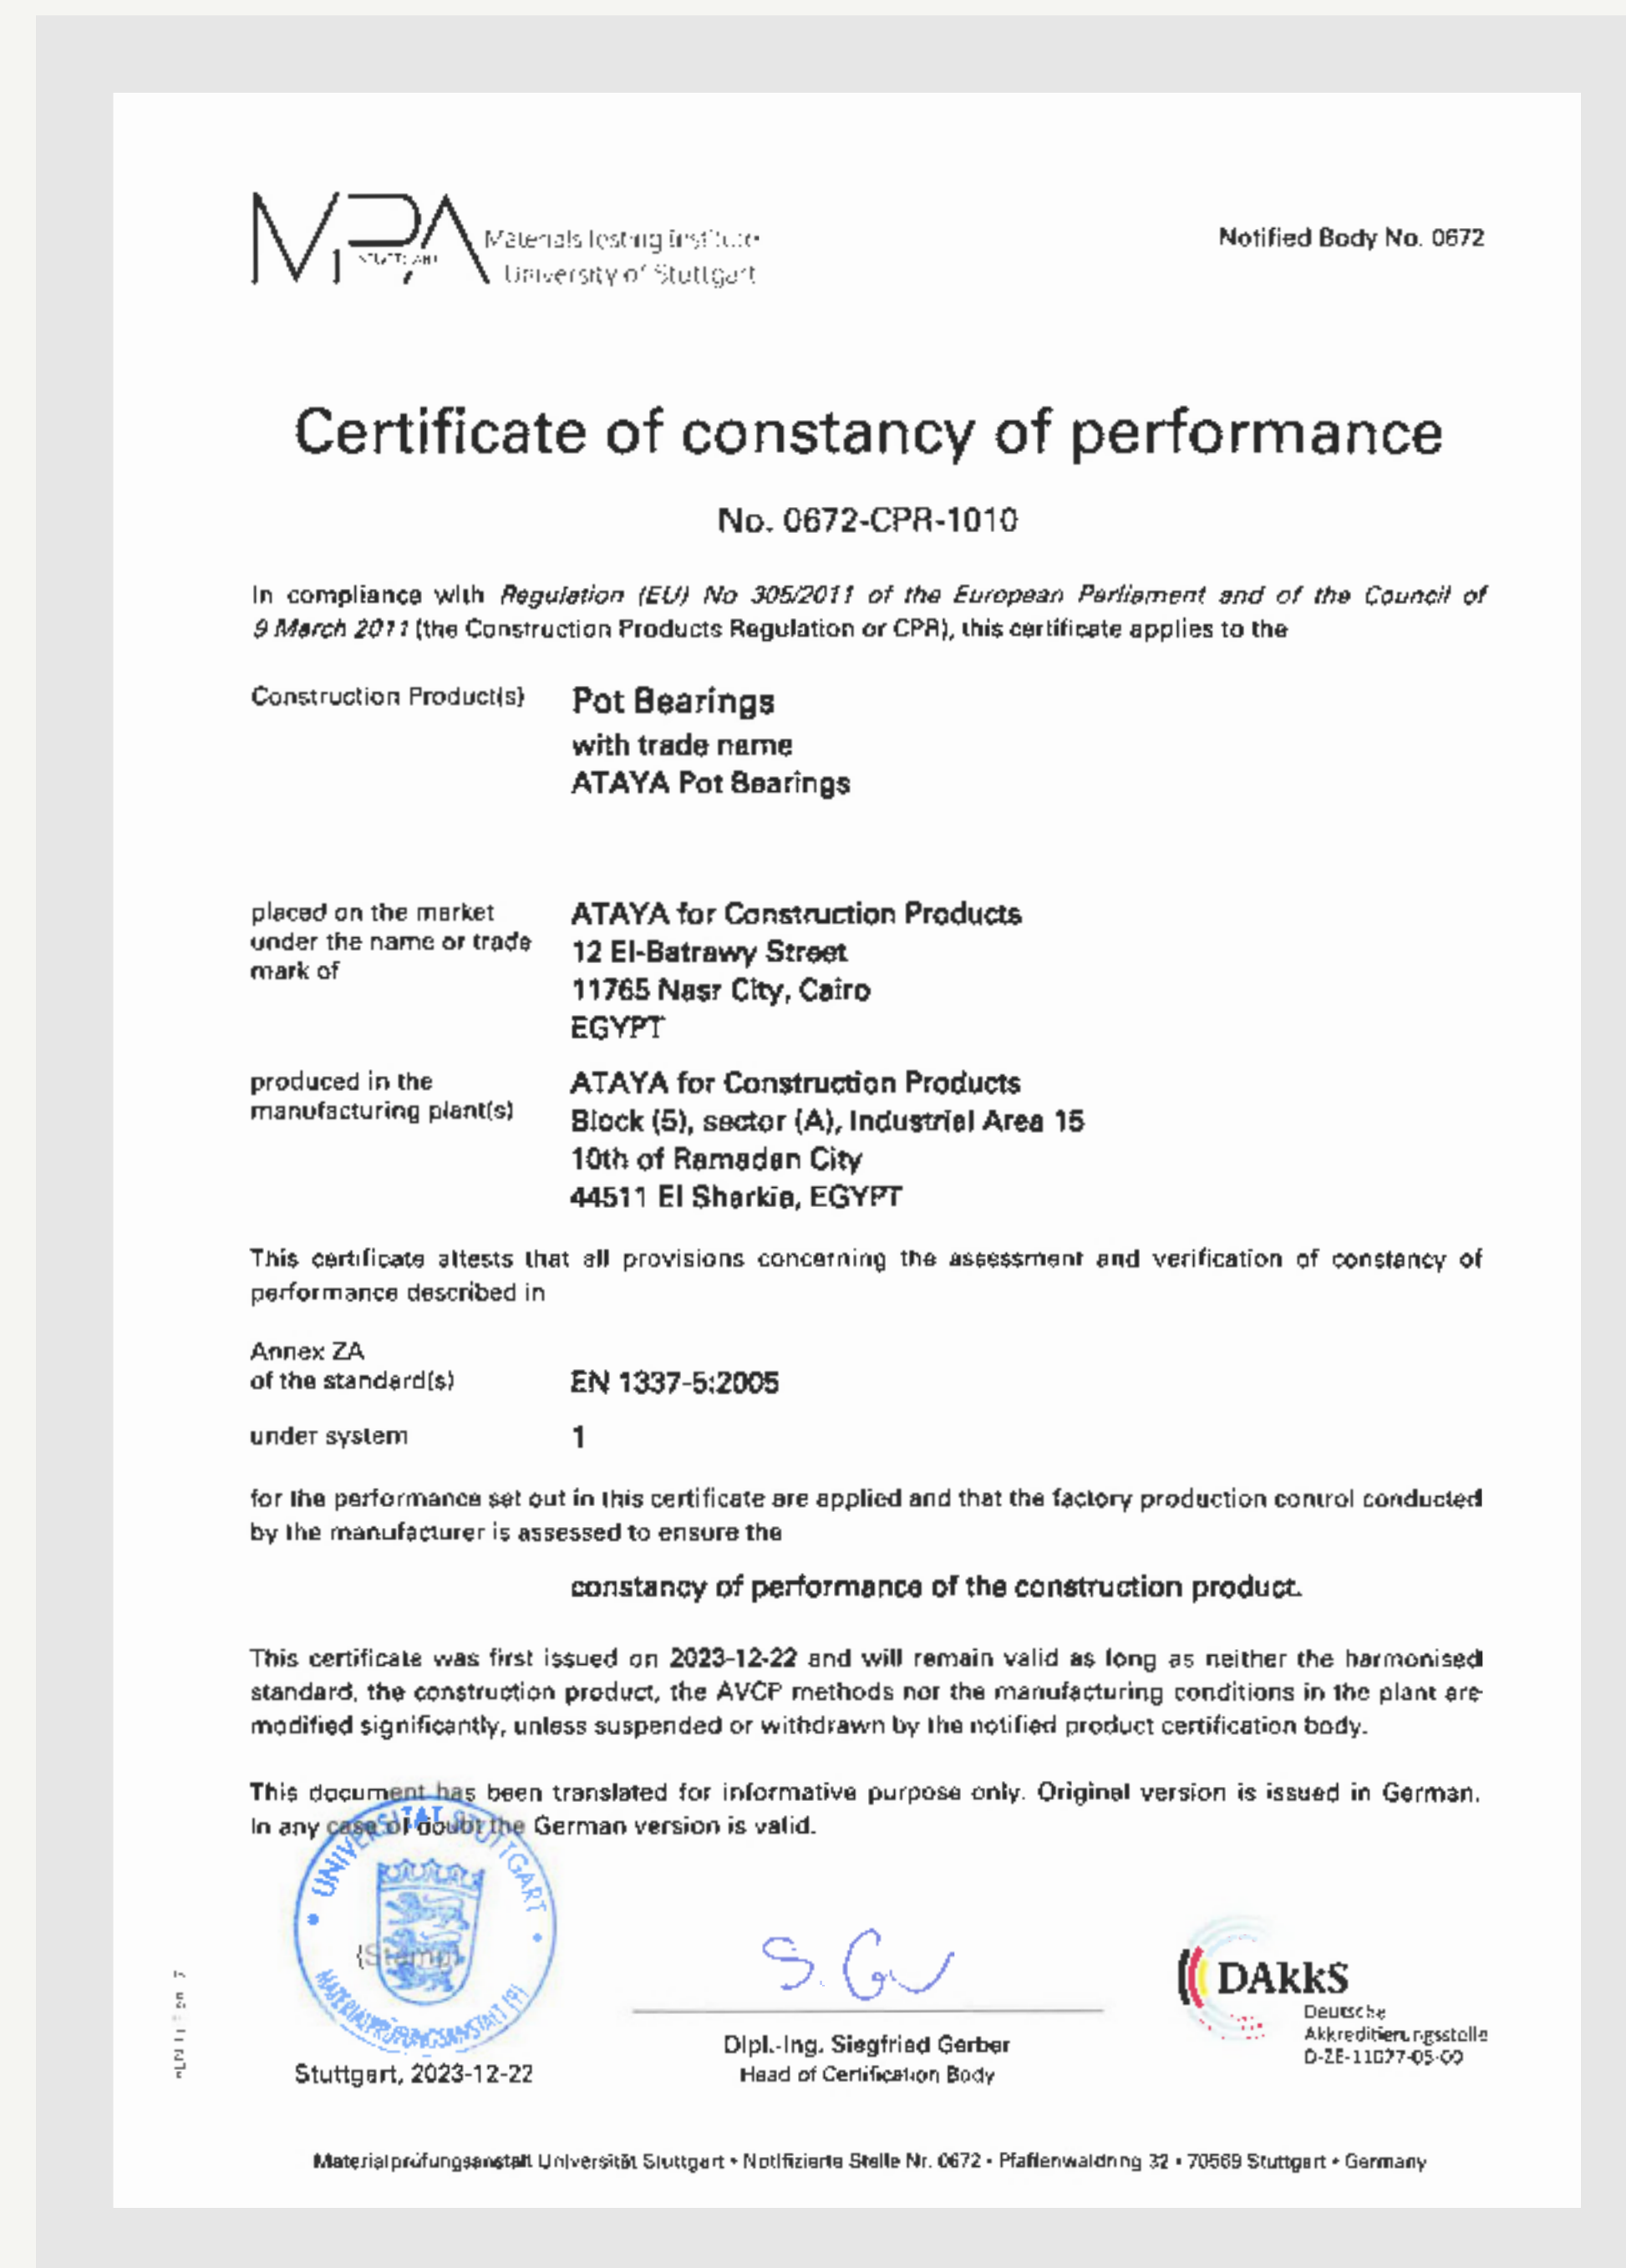 MPA
STUTTGART
Materials Testing Institute
University of Stuttgart
Notified Body No. 0672
Certificate of constancy of performance
No. 0672-CPR-1010
In compliance with Regulation (EU) No 305/2011 of the European Parliament and of the Council of
9 March 2011 (the Construction Products Regulation or CPR), this certificate applies to the
Construction Product(s)
Pot Bearings
with trade name
ATAYA Pot Bearings
placed on the market
under the name or trade
mark of
ATAYA for Construction Products
12 El-Batrawy Street
11765 Nasr City, Cairo
EGYPT
produced in the
manufacturing plant(s)
ATAYA for Construction Products
Block (5), sector (A), Industrial Area 15
10th of Ramadan City
44511 El Sharkia, EGYPT
This certificate attests that all provisions concerning the assessment and verification of constancy of
performance described in
Annex ZA
of the standard(s)
EN 1337-5:2005
under system
1
for the performance set out in this certificate are applied and that the factory production control conducted
by the manufacturer is assessed to ensure the
constancy of performance of the construction product.
This certificate was first issued on 2023-12-22 and will remain valid as long as neither the harmonised
standard, the construction product, the AVCP methods nor the manufacturing conditions in the plant are
modified significantly, unless suspended or withdrawn by the notified product certification body.
This document has been translated for informative purpose only. Original version is issued in German.
In any case of doubt the German version is valid.
UNIVERSITÄT STUTTGART
(Stamp)
MATERIALPRÜFUNGSANSTALT
Stuttgart, 2023-12-22
Dipl.-Ing. Siegfried Gerber
Head of Certification Body
DAkkS
Deutsche
Akkreditierungsstelle
D-ZE-11027-05-00
Materialprüfungsanstalt Universität Stuttgart • Notifizierte Stelle Nr. 0672 • Pfaffenwaldring 32 • 70569 Stuttgart • Germany